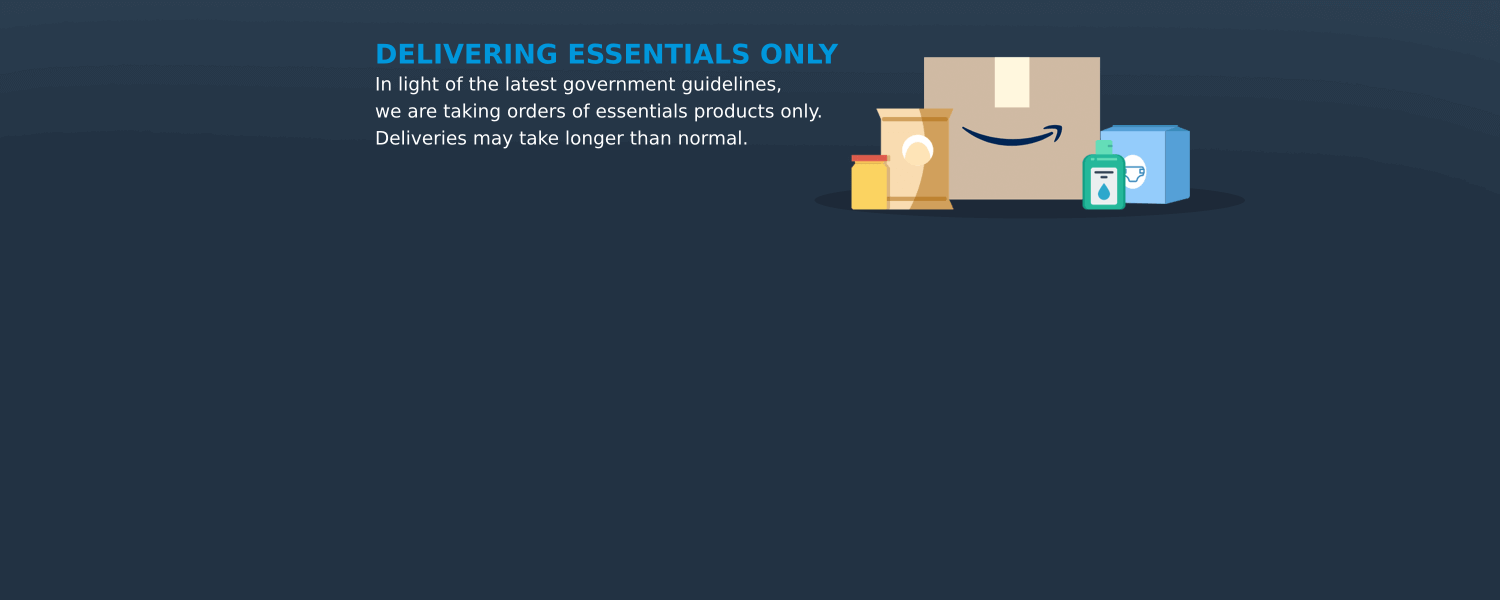 DELIVERING ESSENTIALS ONLY
In light of the latest government guidelines,
we are taking orders of essentials products only.
Deliveries may take longer than normal.